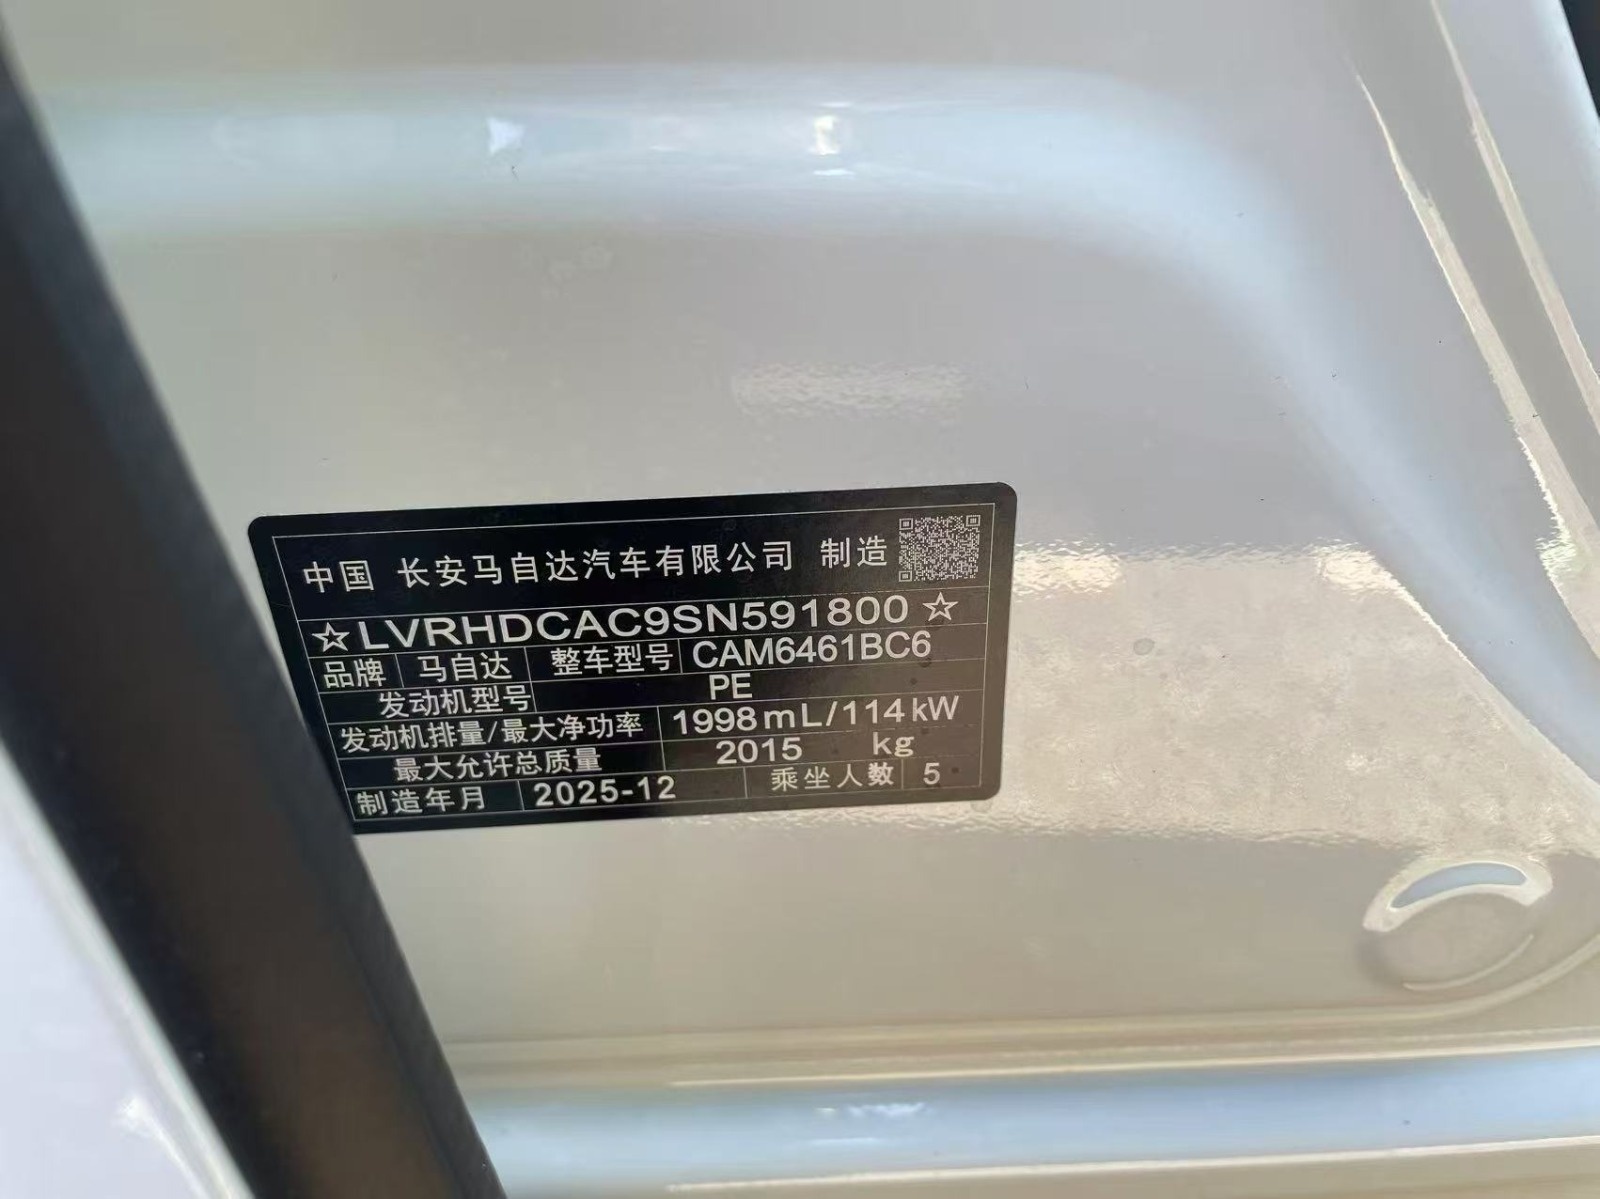 中国 长安马自达汽车有限公司 制造
☆LVRHDCAC9SN591800☆
品牌 马自达 整车型号 CAM6461BC6
发动机型号 PE
发动机排量/最大净功率 1998mL/114kW
最大允许总质量 2015 kg
制造年月 2025-12 乘坐人数 5